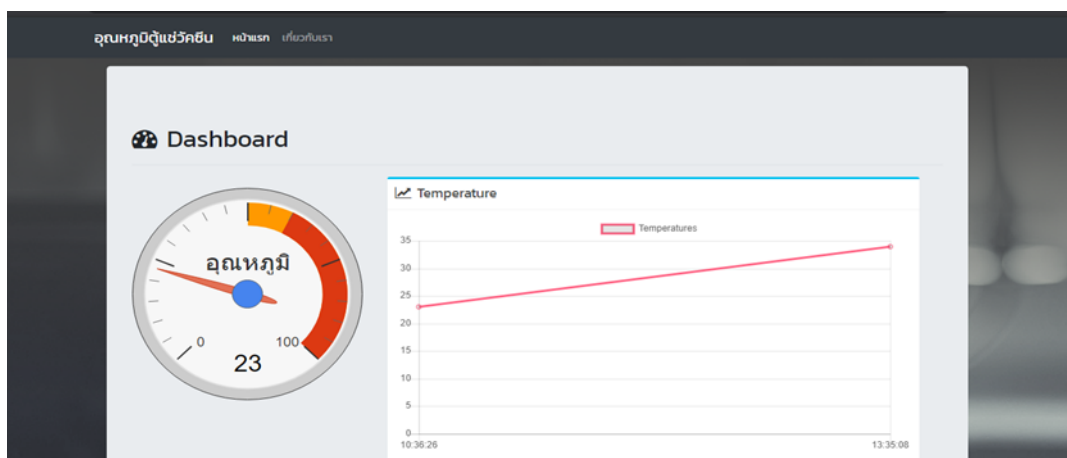 อุณหภูมิตู้แช่วัคซีน หน้าแรก เกี่ยวกับเรา
Dashboard
อุณหภูมิ
0
100
23
Temperature
Temperatures
35
30
25
20
15
10
5
0
10:36:26
13:35:08